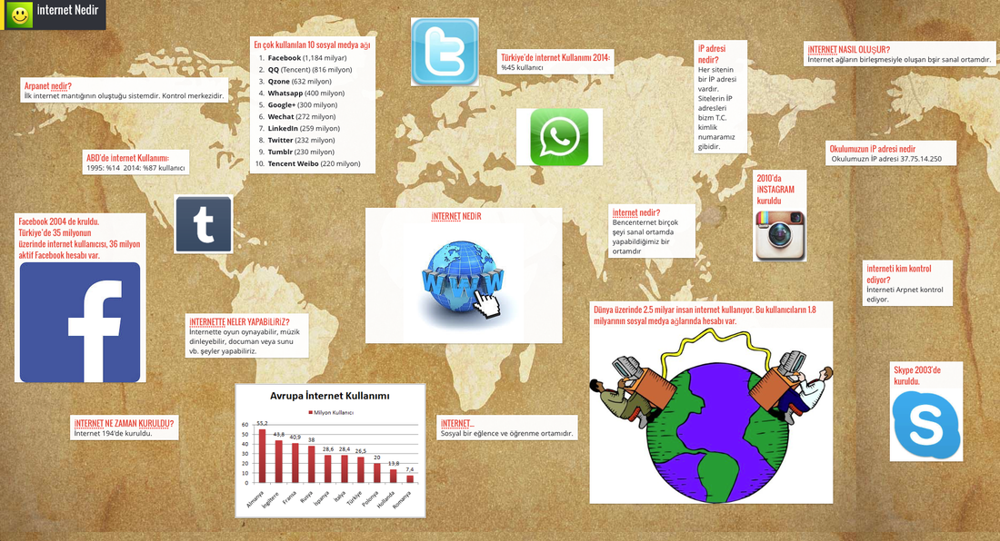 internet Nedir
Arpanet nedir?
İlk internet mantığının oluştuğu sistemdir. Kontrol merkezidir.
En çok kullanılan 10 sosyal medya ağı
1. Facebook (1,184 milyar)
2. QQ (Tencent) (816 milyon)
3. Qzone (632 milyon)
4. Whatsapp (400 milyon)
5. Google+ (300 milyon)
6. Wechat (272 milyon)
7. LinkedIn (259 milyon)
8. Twitter (232 milyon)
9. Tumblr (230 milyon)
10. Tencent Weibo (220 milyon)
Türkiye'de internet Kullanımı 2014:
%45 kullanıcı
İP adresi
nedir?
Her sitenin
bir İP adresi
vardır.
Sitelerin İP
adresleri
bizm T.C.
kimlik
numaramız
gibidir.
İNTERNET NASIL OLUŞUR?
İnternet ağların birleşmesiyle oluşan bşir sanal ortamdır.
ABD'de internet Kullanımı:
1995: %14 2014: %87 kullanıcı
Okulumuzun İP adresi nedir
Okulumuzn İP adresi 37.75.14.250
2010'da
İNSTAGRAM
kuruldu
Facebook 2004 de kruldu.
Türkiye'de 35 milyonun
üzerinde internet kullanıcısı, 36 milyon
aktif Facebook hesabı var.
t
f
İNTERNET NEDİR
WWW
internet nedir?
Bencenternet birçok
şeyi sanal ortamda
yapabildiğimiz bir
ortamdır
interneti kim kontrol
ediyor?
İnterneti Arpnet kontrol
ediyor.
İNTERNETTE NELER YAPABİLİRİZ?
İnternette oyun oynayabilir, müzik
dinleyebilir, documan veya sunu
vb. şeyler yapabiliriz.
Dünya üzerinde 2.5 milyar insan internet kullanıyor. Bu kullanıcıların 1.8
milyarının sosyal medya ağlarında hesabı var.
Skype 2003'de
kuruldu.
S
İNTERNET NE ZAMAN KURULDU?
İnternet 194'de kuruldu.
Avrupa İnternet Kullanımı
Milyon Kullanıcı
60
50
40
30
20
10
0
55,2
43,8
40,9
38
28,6
28,4
26,5
20
13,8
7,4
Almanya
İngiltere
Fransa
Rusya
İspanya
İtalya
Türkiye
Polonya
Hollanda
Romanya
İNTERNET...
Sosyal bir eğlence ve öğrenme ortamıdır.